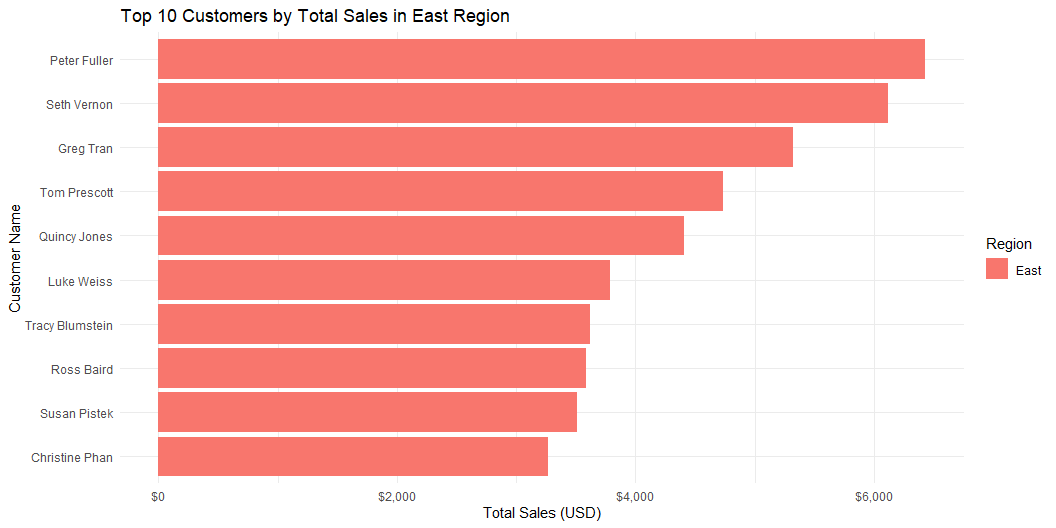 Top 10 Customers by Total Sales in East Region
Customer Name
Peter Fuller
Seth Vernon
Greg Tran
Tom Prescott
Quincy Jones
Luke Weiss
Tracy Blumstein
Ross Baird
Susan Pistek
Christine Phan
$0
$2,000
$4,000
$6,000
Total Sales (USD)
Region
East